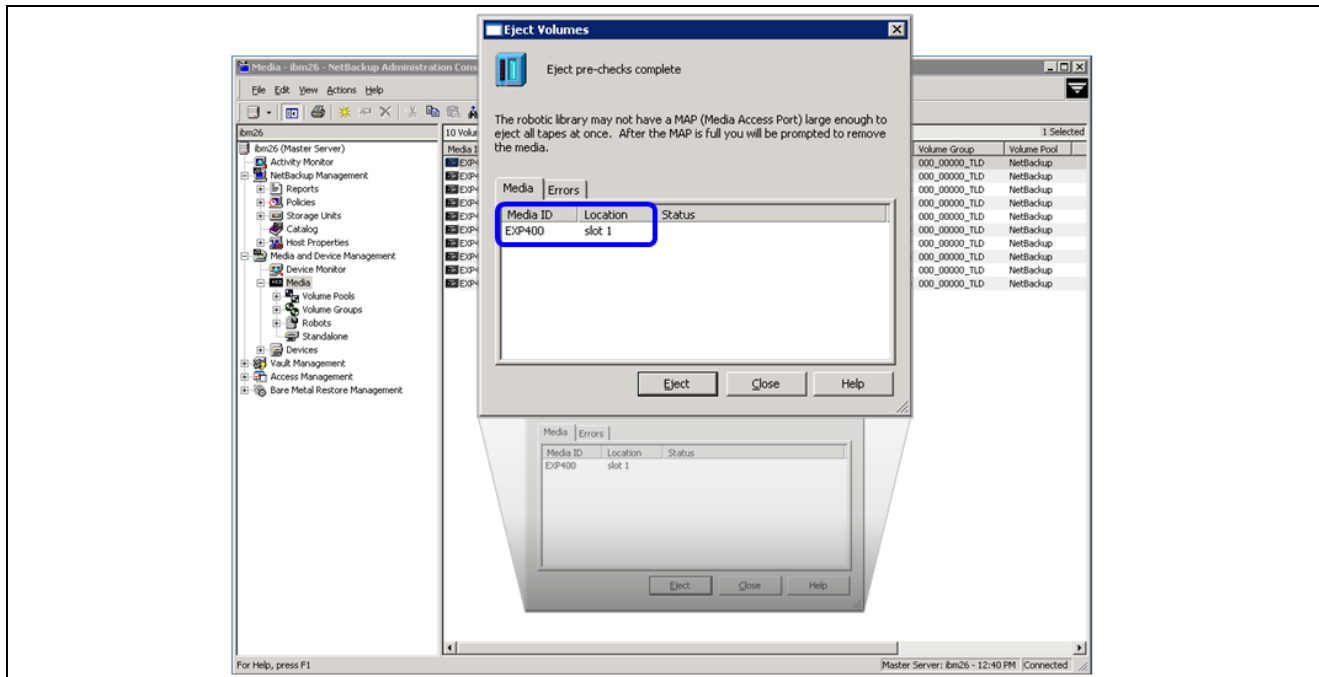 Eject Volumes
Eject pre-checks complete
The robotic library may not have a MAP (Media Access Port) large enough to
eject all tapes at once. After the MAP is full you will be prompted to remove
the media.
Media Errors
Media ID Location Status
EXP400 slot 1
Eject Close Help
Media - ibm26 - NetBackup Administration
File Edit View Actions Help
ibm26
1 Selected
ibm26 (Master Server)
Activity Monitor
NetBackup Management
Reports
Policies
Storage Units
Catalog
Host Properties
Media and Device Management
Device Monitor
Media
Volume Pools
Volume Groups
Robots
Standalone
Devices
Vault Management
Access Management
Bare Metal Restore Management
Volume Group Volume Pool
000_00000_TLD NetBackup
000_00000_TLD NetBackup
000_00000_TLD NetBackup
000_00000_TLD NetBackup
000_00000_TLD NetBackup
000_00000_TLD NetBackup
000_00000_TLD NetBackup
000_00000_TLD NetBackup
000_00000_TLD NetBackup
000_00000_TLD NetBackup
Media Errors
Media ID Location Status
EXP400 slot 1
Eject Close Help
For Help, press F1
Master Server: ibm26 - 12:40 PM Connected